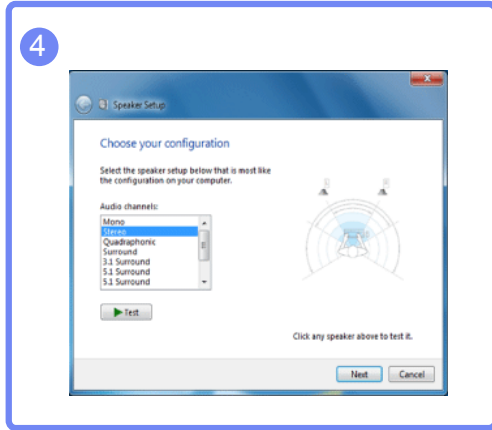 4
Speaker Setup
Choose your configuration
Select the speaker setup below that is most like
the configuration on your computer.
Audio channels:
Mono
Stereo
Quadraphonic
Surround
3.1 Surround
5.1 Surround
5.1 Surround
Test
Click any speaker above to test it.
Next
Cancel